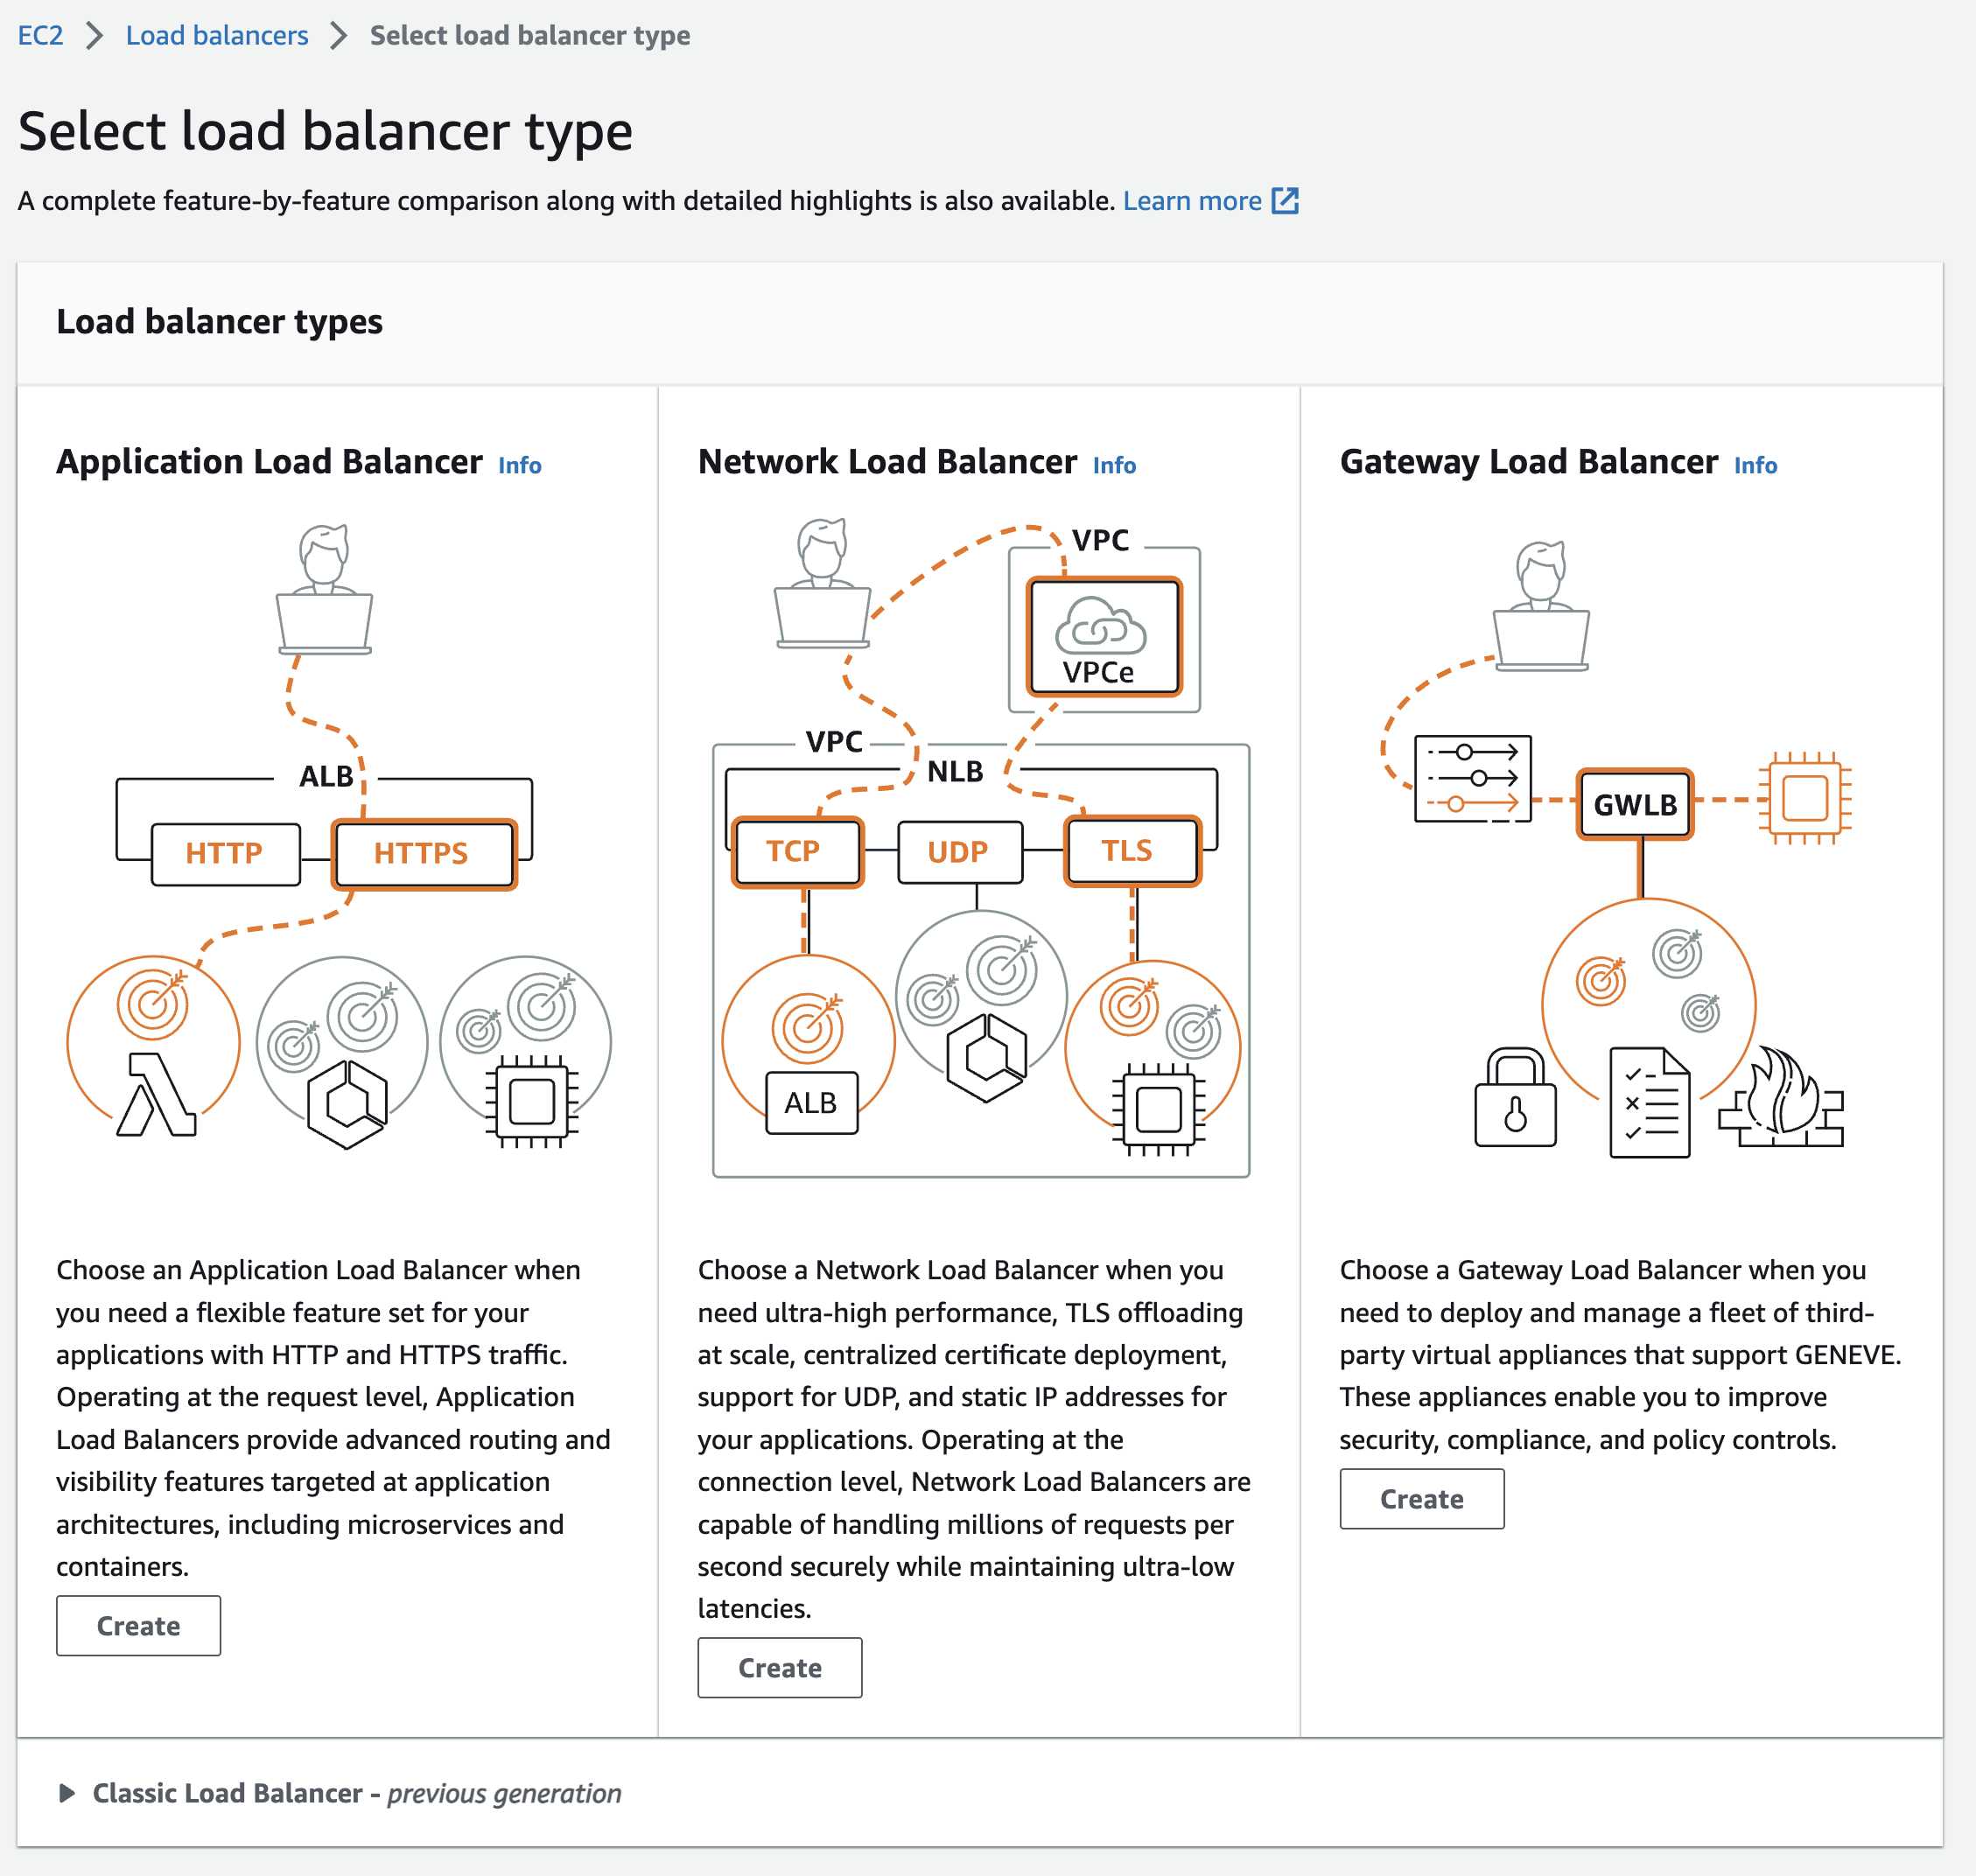 EC2 > Load balancers > Select load balancer type
Select load balancer type
A complete feature-by-feature comparison along with detailed highlights is also available. Learn more
Load balancer types
Application Load Balancer Info
ALB
HTTP
HTTPS
Choose an Application Load Balancer when
you need a flexible feature set for your
applications with HTTP and HTTPS traffic.
Operating at the request level, Application
Load Balancers provide advanced routing and
visibility features targeted at application
architectures, including microservices and
containers.
Create
Network Load Balancer Info
VPC
VPCe
VPC
NLB
TCP
UDP
TLS
ALB
Choose a Network Load Balancer when you
need ultra-high performance, TLS offloading
at scale, centralized certificate deployment,
support for UDP, and static IP addresses for
your applications. Operating at the
connection level, Network Load Balancers are
capable of handling millions of requests per
second securely while maintaining ultra-low
latencies.
Create
Gateway Load Balancer Info
GWLB
Choose a Gateway Load Balancer when you
need to deploy and manage a fleet of third-
party virtual appliances that support GENEVE.
These appliances enable you to improve
security, compliance, and policy controls.
Create
Classic Load Balancer - previous generation